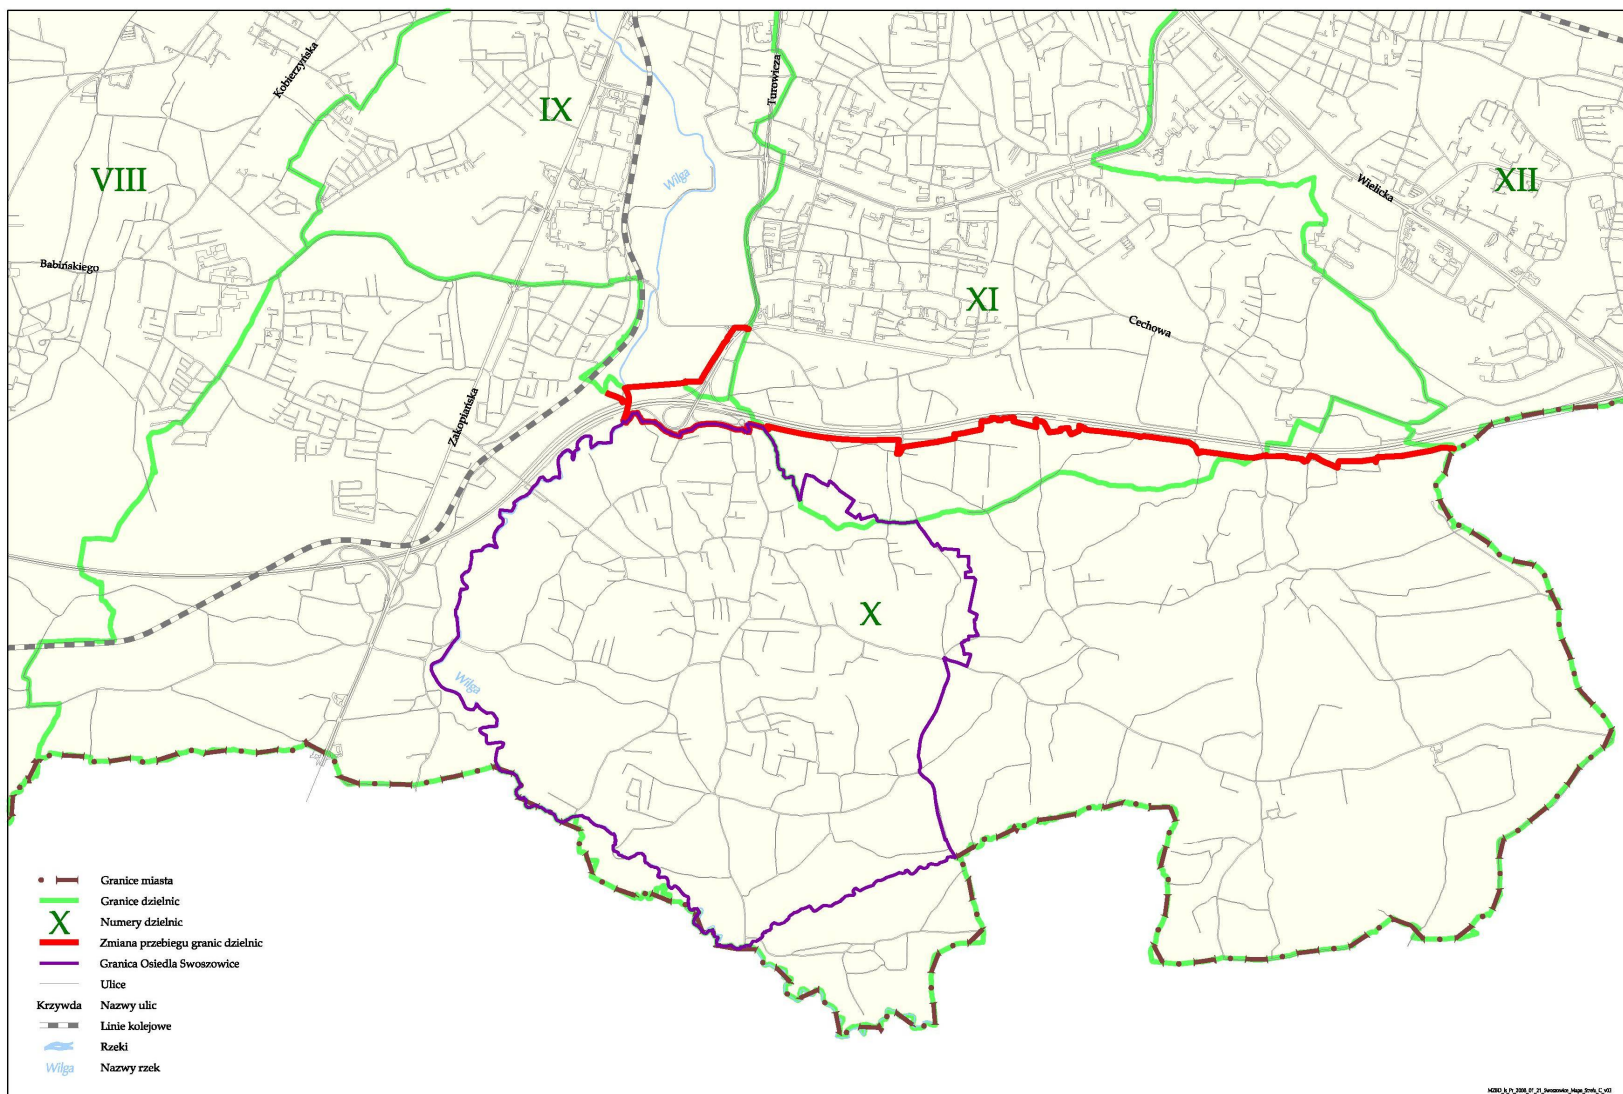 Kobierzyńska
IX
Turowicza
VIII
Wilga
XII
Wielicka
Babińskiego
XI
Cechowa
Zakopiańska
X
Wilga
Granice miasta
Granice dzielnic
X Numery dzielnic
Zmiana przebiegu granic dzielnic
Granica Osiedla Swoszowice
Ulice
Krzywda Nazwy ulic
Linie kolejowe
Rzeki
Wilga Nazwy rzek